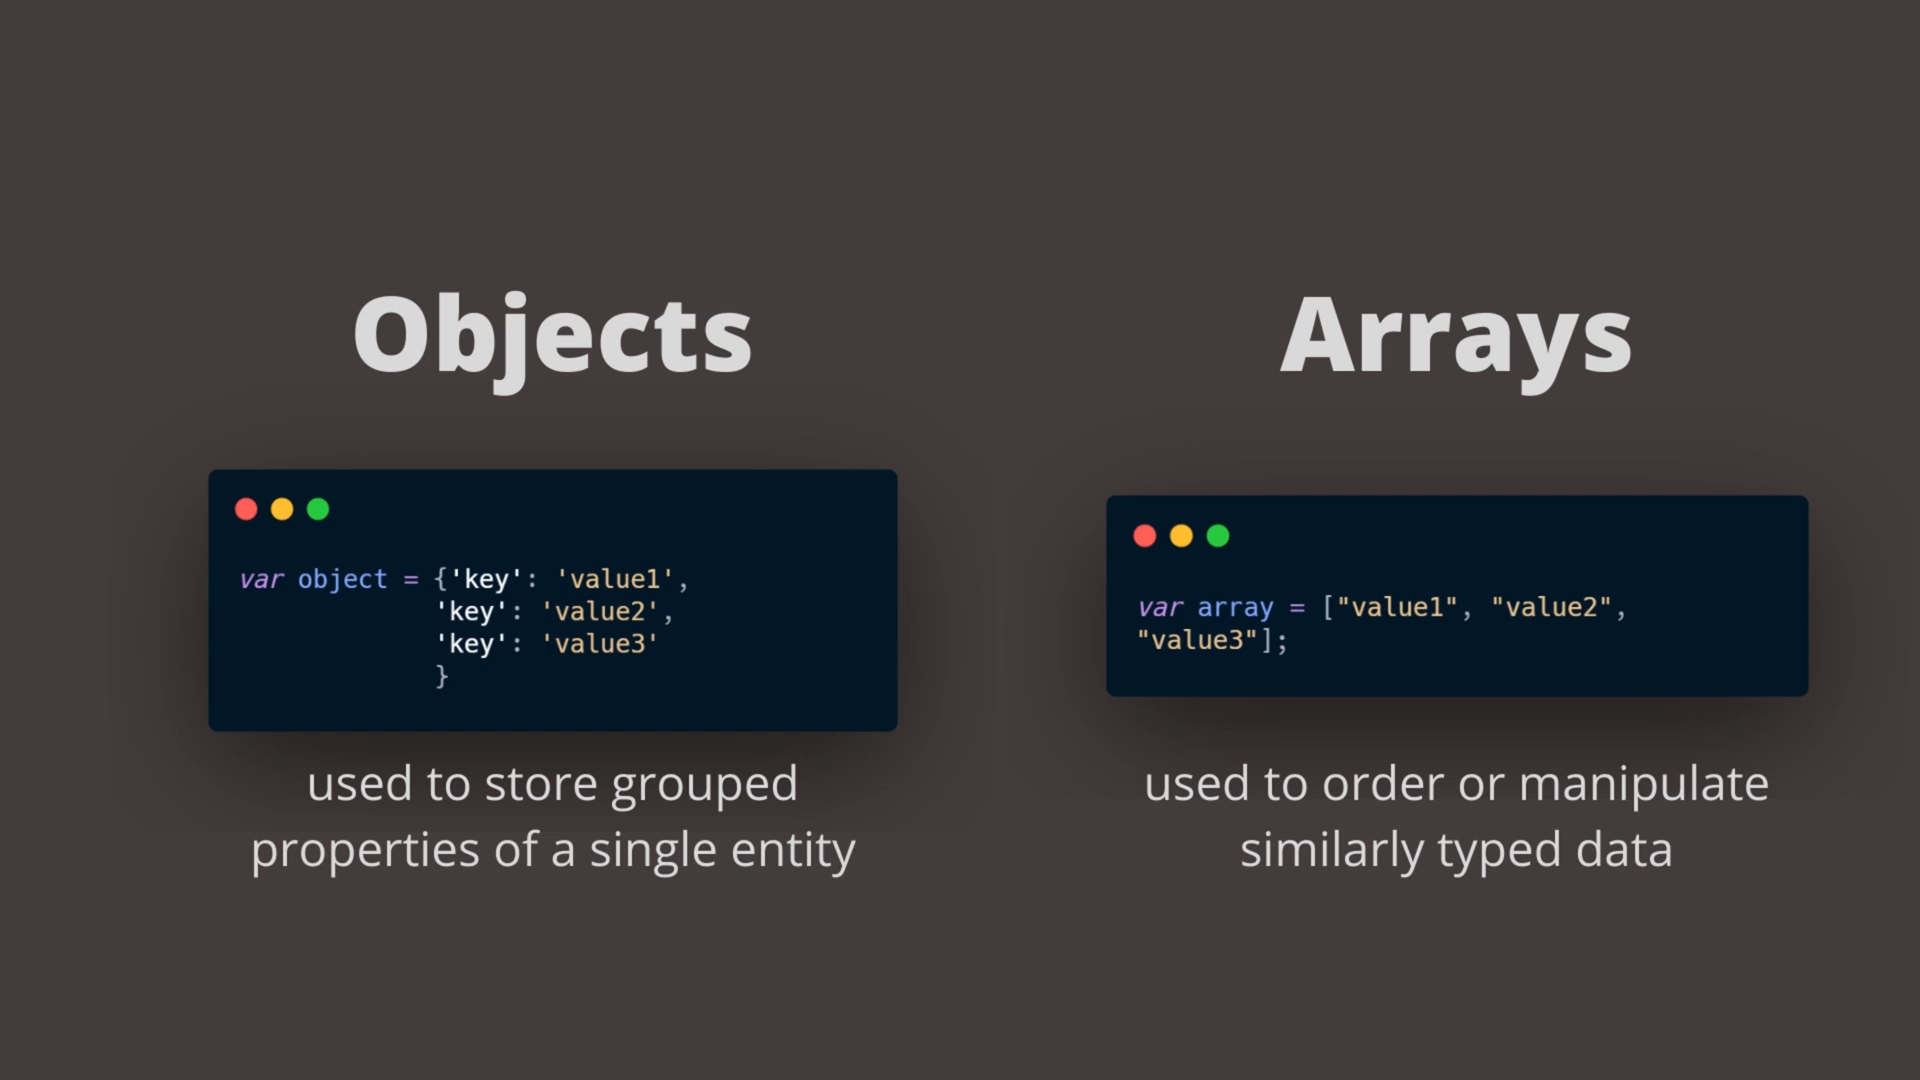 Objects
var object = {'key': 'value1',
'key': 'value2',
'key': 'value3'
}
used to store grouped
properties of a single entity
Arrays
var array = ["value1", "value2",
"value3"];
used to order or manipulate
similarly typed data